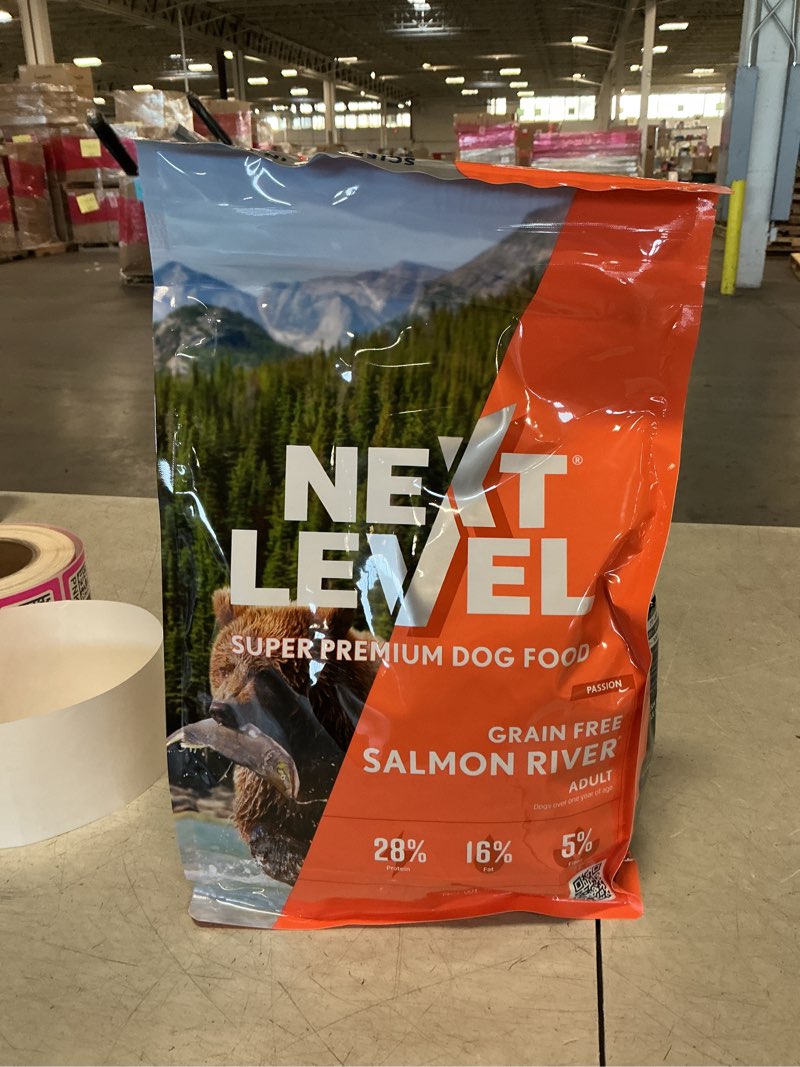 NEXT®
LEVEL
SUPER PREMIUM DOG FOOD
PASSION
GRAIN FREE
SALMON RIVER
ADULT
Dogs over one year of age
28% 16% 5%
Protein Fat